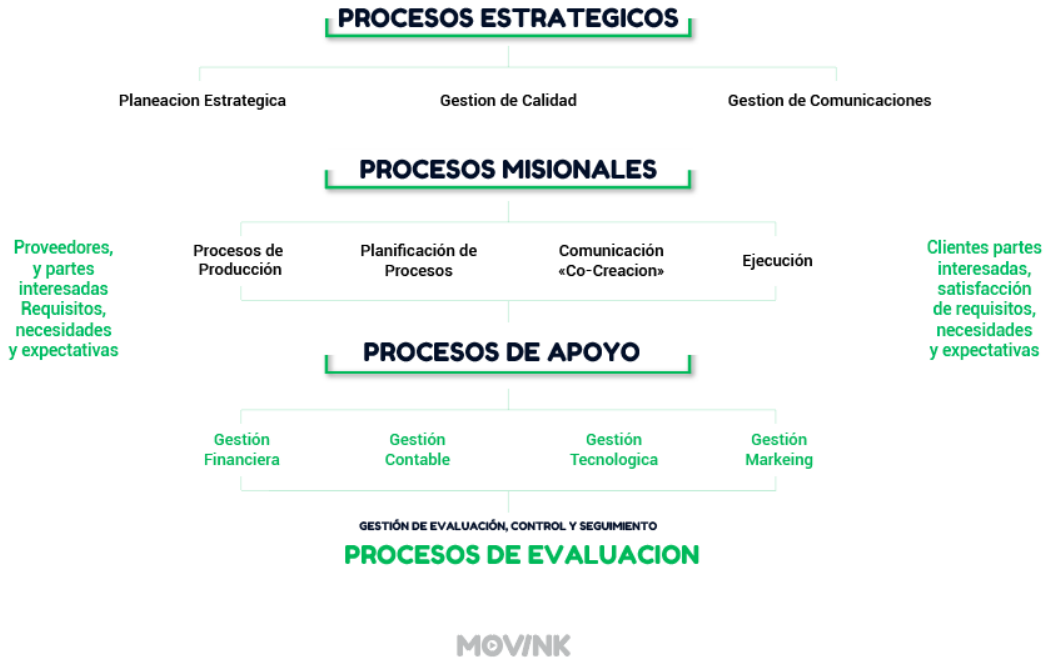 PROCESOS ESTRATEGICOS
Planeacion Estrategica
Gestion de Calidad
Gestion de Comunicaciones
PROCESOS MISIONALES
Proveedores,
y partes
interesadas
Requisitos,
necesidades
y expectativas
Procesos de
Producción
Planificación de
Procesos
Comunicación
«Co-Creacion»
Ejecución
Clientes partes
interesadas,
satisfacción
de requisitos,
necesidades
y expectativas
PROCESOS DE APOYO
Gestión
Financiera
Gestión
Contable
Gestión
Tecnologica
Gestión
Markeing
GESTIÓN DE EVALUACIÓN, CONTROL Y SEGUIMIENTO
PROCESOS DE EVALUACION
MOVINK